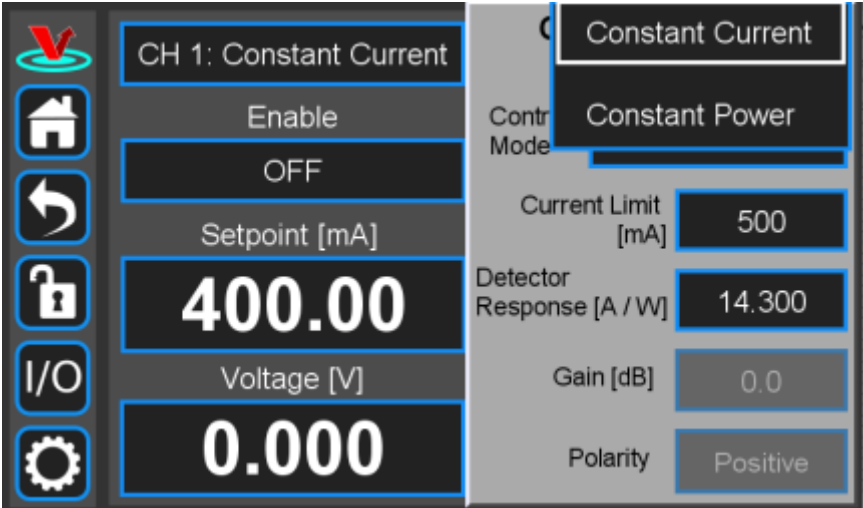 CH 1: Constant Current
Enable
OFF
Setpoint [mA]
400.00
Voltage [V]
0.000
I/O
Constant Current
Constant Power
Mode
Current Limit
[mA]
500
Detector
Response [A / W]
14.300
Gain [dB]
0.0
Polarity
Positive